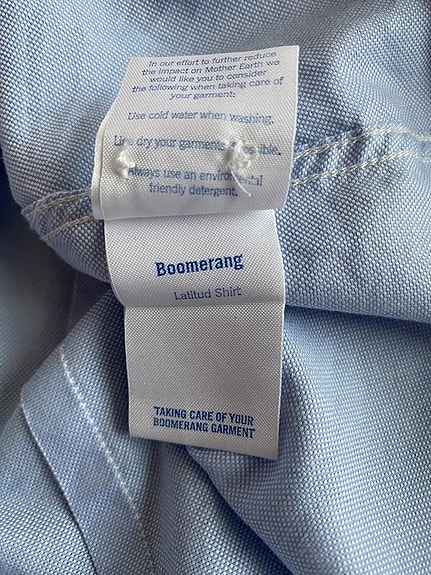 In our effort to further reduce
the impact on Mother Earth we
would like you to consider
the following when taking care of
your garment:
Use cold water when washing.
Line dry your garments
Always use an environmental
friendly detergent.
Boomerang
Latitud Shirt
TAKING CARE OF YOUR
BOOMERANG GARMENT